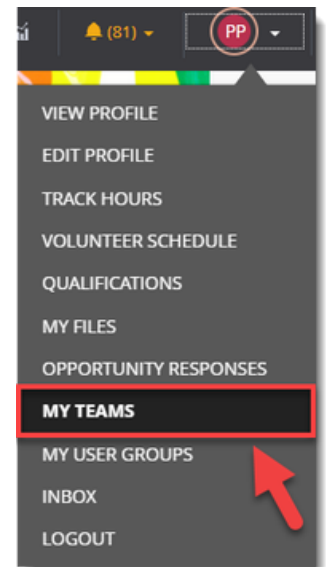 (81)
PP
VIEW PROFILE
EDIT PROFILE
TRACK HOURS
VOLUNTEER SCHEDULE
QUALIFICATIONS
MY FILES
OPPORTUNITY RESPONSES
MY TEAMS
MY USER GROUPS
INBOX
LOGOUT